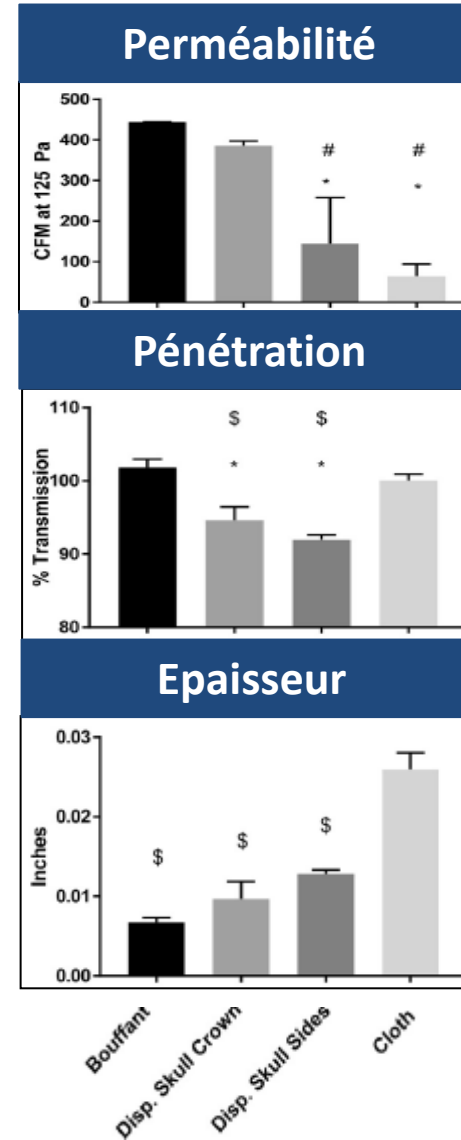 Perméabilité
500
400
300
200
100
0
CFM at 125 Pa
# #
* *
Pénétration
110
100
90
80
% Transmission
$ $
* *
Epaisseur
0.03
0.02
0.01
0.00
Inches
$ $ $
Bouffant
Disp. Skull Crown
Disp. Skull Sides
Cloth